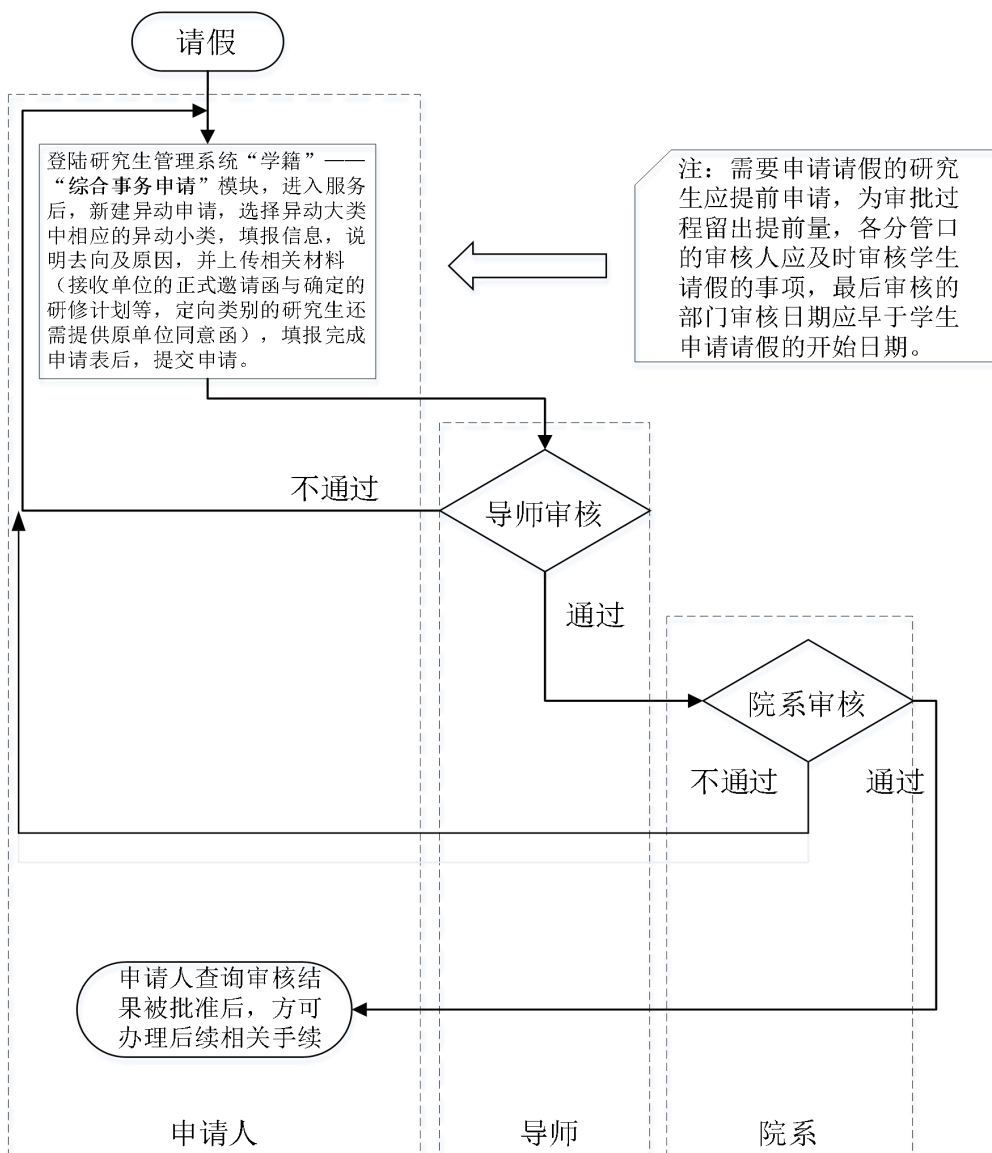 请假
登陆研究生管理系统“学籍”——
“综合事务申请”模块，进入服务
后，新建异动申请，选择异动大类
中相应的异动小类，填报信息，说
明去向及原因，并上传相关材料
（接收单位的正式邀请函与确定的
研修计划等，定向类别的研究生还
需提供原单位同意函），填报完成
申请表后，提交申请。
注：需要申请请假的研究
生应提前申请，为审批过
程留出提前量，各分管口
的审核人应及时审核学生
请假的事项，最后审核的
部门审核日期应早于学生
申请请假的开始日期。
不通过
导师审核
通过
院系审核
不通过
通过
申请人查询审核结
果被批准后，方可
办理后续相关手续
申请人
导师
院系